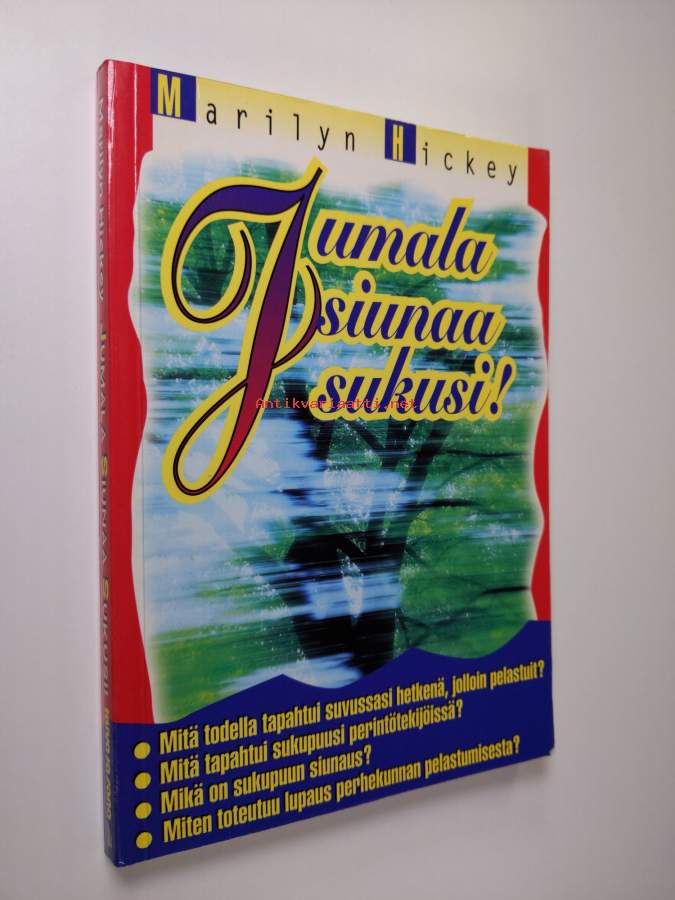 Marilyn Hickey
Jumala
siunaa
sukusi!
Antikvariaatti.net
Mitä todella tapahtui suvussasi hetkenä, jolloin pelastuit?
Mitä tapahtui sukupuusi perintötekijöissä?
Mikä on sukupuun siunaus?
Miten toteutuu lupaus perhekunnan pelastumisesta?
Marilyn Hickey JUMALA SIUNAA SUKUSI!